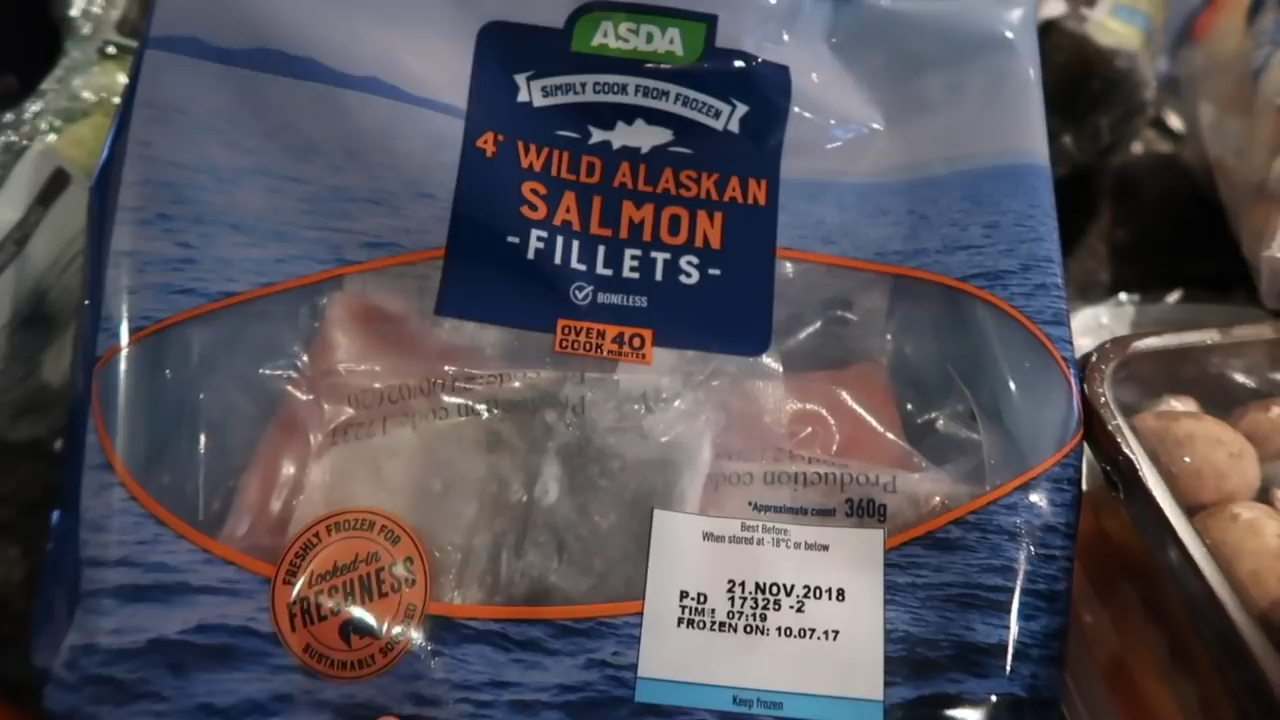 ASDA
SIMPLY COOK FROM FROZEN
4* WILD ALASKAN
SALMON
-FILLETS-
BONELESS
OVEN
COOK 40
MINUTES
Production code
Production code
*Approximate count 360g
FRESHLY FROZEN FOR
Locked-in
FRESHNESS
SUSTAINABLY SOURCED
Best Before:
When stored at -18°C or below
21.NOV.2018
P-D 17325 -2
TIME 07:19
FROZEN ON: 10.07.17
Keep frozen